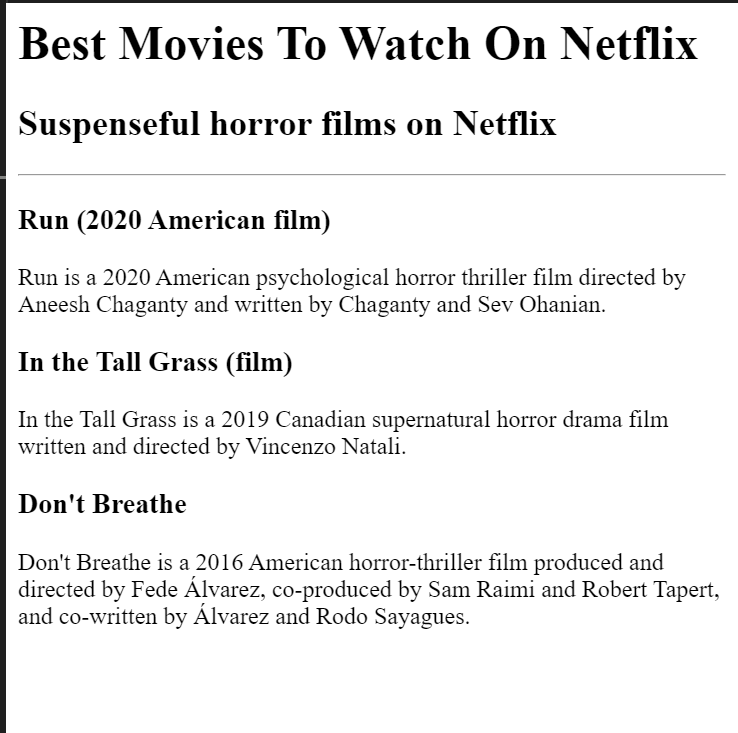 Best Movies To Watch On Netflix
Suspenseful horror films on Netflix
Run (2020 American film)
Run is a 2020 American psychological horror thriller film directed by
Aneesh Chaganty and written by Chaganty and Sev Ohanian.
In the Tall Grass (film)
In the Tall Grass is a 2019 Canadian supernatural horror drama film
written and directed by Vincenzo Natali.
Don't Breathe
Don't Breathe is a 2016 American horror-thriller film produced and
directed by Fede Álvarez, co-produced by Sam Raimi and Robert Tapert,
and co-written by Álvarez and Rodo Sayagues.